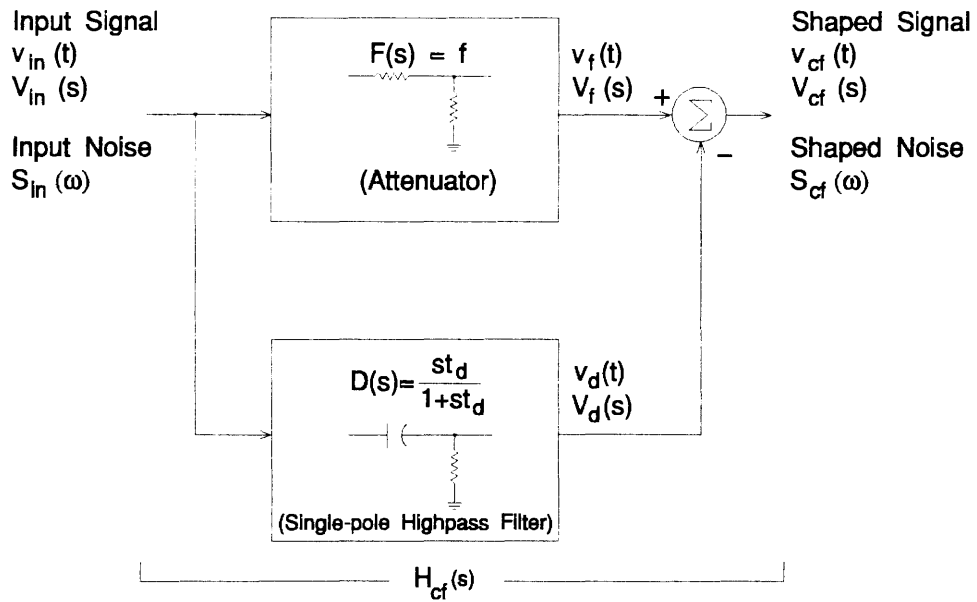 Input Signal
v_in (t)
V_in (s)
Input Noise
S_in (ω)
F(s) = f
(Attenuator)
v_f (t)
V_f (s)
+
Σ
−
Shaped Signal
v_cf (t)
V_cf (s)
Shaped Noise
S_cf (ω)
D(s)= st_d / 1+st_d
(Single-pole Highpass Filter)
v_d (t)
V_d (s)
H_cf (s)